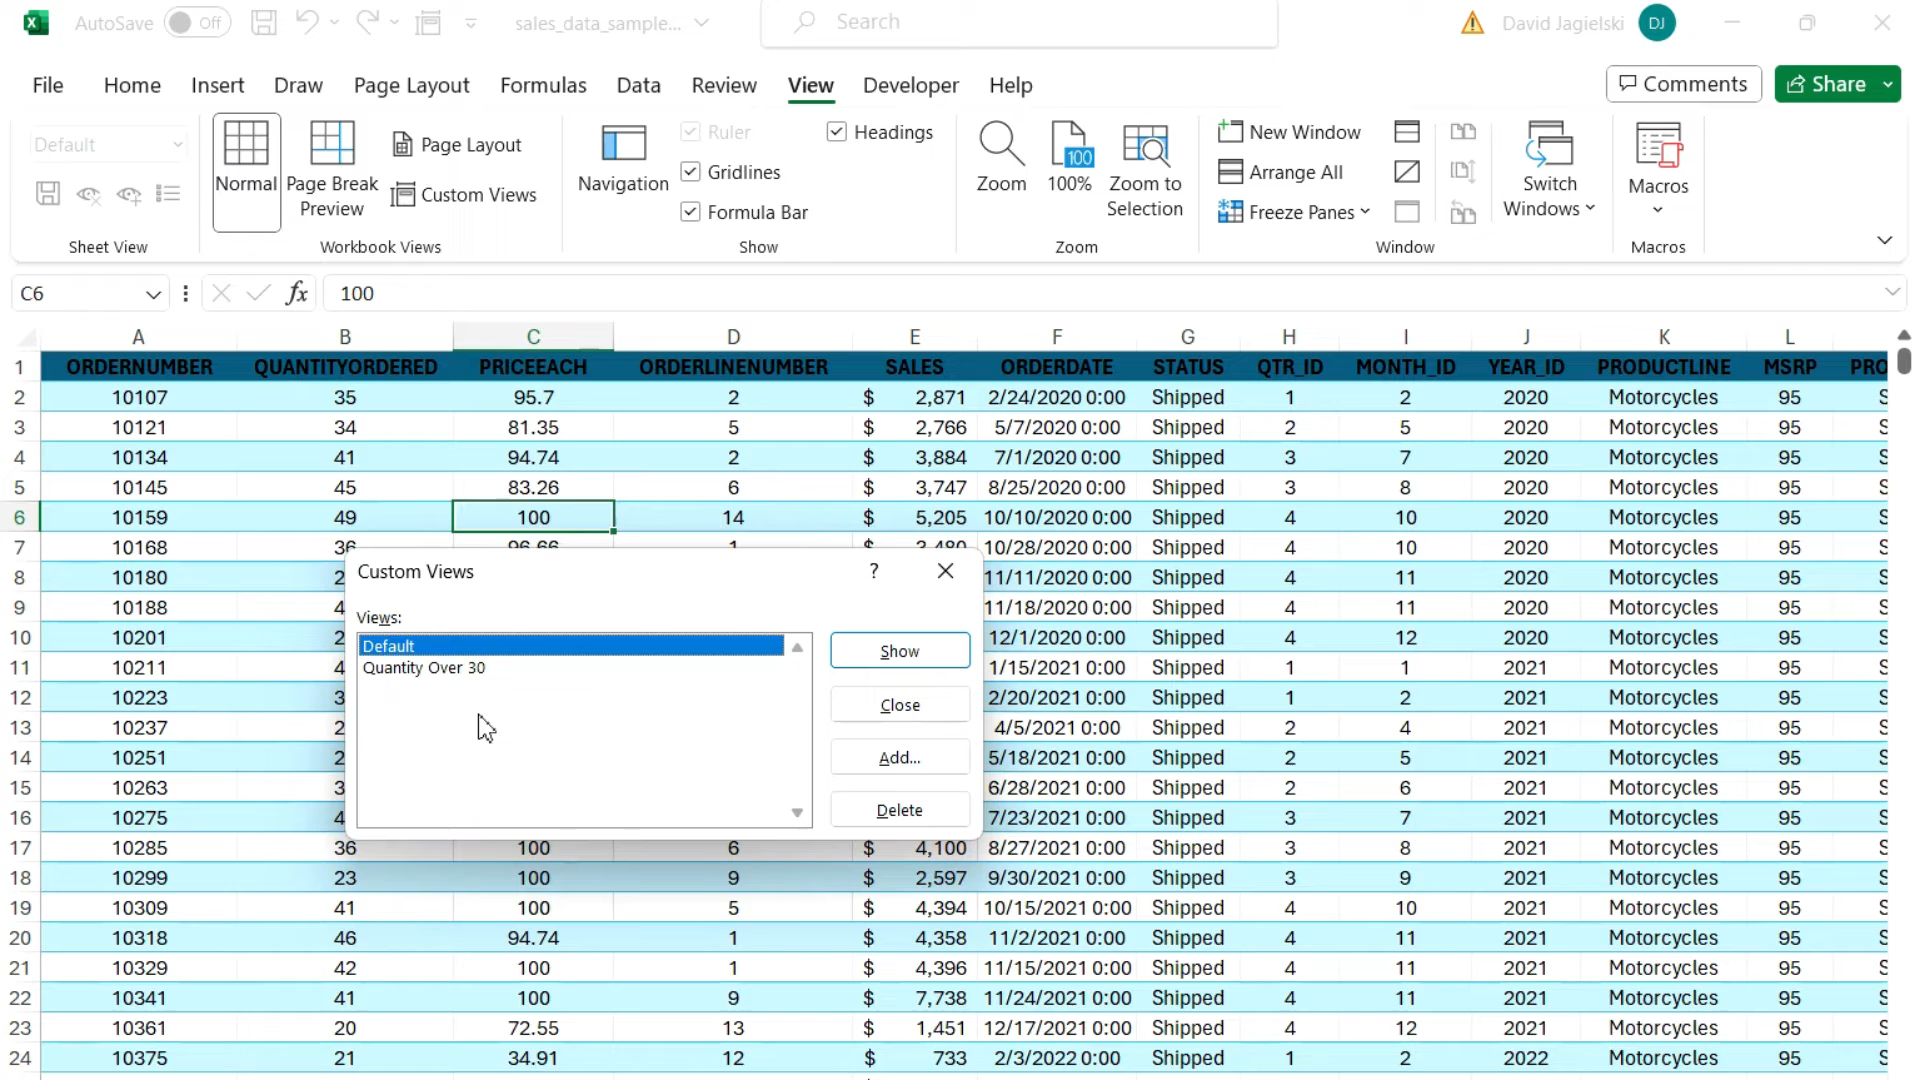 AutoSave Off sales_data_sample... Search David Jagielski DJ
File Home Insert Draw Page Layout Formulas Data Review View Developer Help Comments Share
Default
Normal
Page Break Preview
Page Layout
Custom Views
Navigation
Ruler
Gridlines
Formula Bar
Headings
Zoom
100
100%
Zoom to Selection
New Window
Arrange All
Freeze Panes
Switch Windows
Macros
Sheet View Workbook Views Show Zoom Window Macros
C6 fx 100
A B C D E F G H I J K L
1 ORDERNUMBER QUANTITYORDERED PRICEEACH ORDERLINENUMBER SALES ORDERDATE STATUS QTR_ID MONTH_ID YEAR_ID PRODUCTLINE MSRP PRO
2 10107 35 95.7 2 $ 2,871 2/24/2020 0:00 Shipped 1 2 2020 Motorcycles 95 S
3 10121 34 81.35 5 $ 2,766 5/7/2020 0:00 Shipped 2 5 2020 Motorcycles 95 S
4 10134 41 94.74 2 $ 3,884 7/1/2020 0:00 Shipped 3 7 2020 Motorcycles 95 S
5 10145 45 83.26 6 $ 3,747 8/25/2020 0:00 Shipped 3 8 2020 Motorcycles 95 S
6 10159 49 100 14 $ 5,205 10/10/2020 0:00 Shipped 4 10 2020 Motorcycles 95 S
7 10168 36 96.66 1 $ 3,480 10/28/2020 0:00 Shipped 4 10 2020 Motorcycles 95 S
8 10180 2 11/11/2020 0:00 Shipped 4 11 2020 Motorcycles 95 S
9 10188 4 11/18/2020 0:00 Shipped 4 11 2020 Motorcycles 95 S
10 10201 2 12/1/2020 0:00 Shipped 4 12 2020 Motorcycles 95 S
11 10211 4 1/15/2021 0:00 Shipped 1 1 2021 Motorcycles 95 S
12 10223 3 2/20/2021 0:00 Shipped 1 2 2021 Motorcycles 95 S
13 10237 2 4/5/2021 0:00 Shipped 2 4 2021 Motorcycles 95 S
14 10251 2 5/18/2021 0:00 Shipped 2 5 2021 Motorcycles 95 S
15 10263 3 6/28/2021 0:00 Shipped 2 6 2021 Motorcycles 95 S
16 10275 4 7/23/2021 0:00 Shipped 3 7 2021 Motorcycles 95 S
17 10285 36 100 6 $ 4,100 8/27/2021 0:00 Shipped 3 8 2021 Motorcycles 95 S
18 10299 23 100 9 $ 2,597 9/30/2021 0:00 Shipped 3 9 2021 Motorcycles 95 S
19 10309 41 100 5 $ 4,394 10/15/2021 0:00 Shipped 4 10 2021 Motorcycles 95 S
20 10318 46 94.74 1 $ 4,358 11/2/2021 0:00 Shipped 4 11 2021 Motorcycles 95 S
21 10329 42 100 1 $ 4,396 11/15/2021 0:00 Shipped 4 11 2021 Motorcycles 95 S
22 10341 41 100 9 $ 7,738 11/24/2021 0:00 Shipped 4 11 2021 Motorcycles 95 S
23 10361 20 72.55 13 $ 1,451 12/17/2021 0:00 Shipped 4 12 2021 Motorcycles 95 S
24 10375 21 34.91 12 $ 733 2/3/2022 0:00 Shipped 1 2 2022 Motorcycles 95 S
Custom Views ?
Views:
Default
Quantity Over 30
Show
Close
Add...
Delete